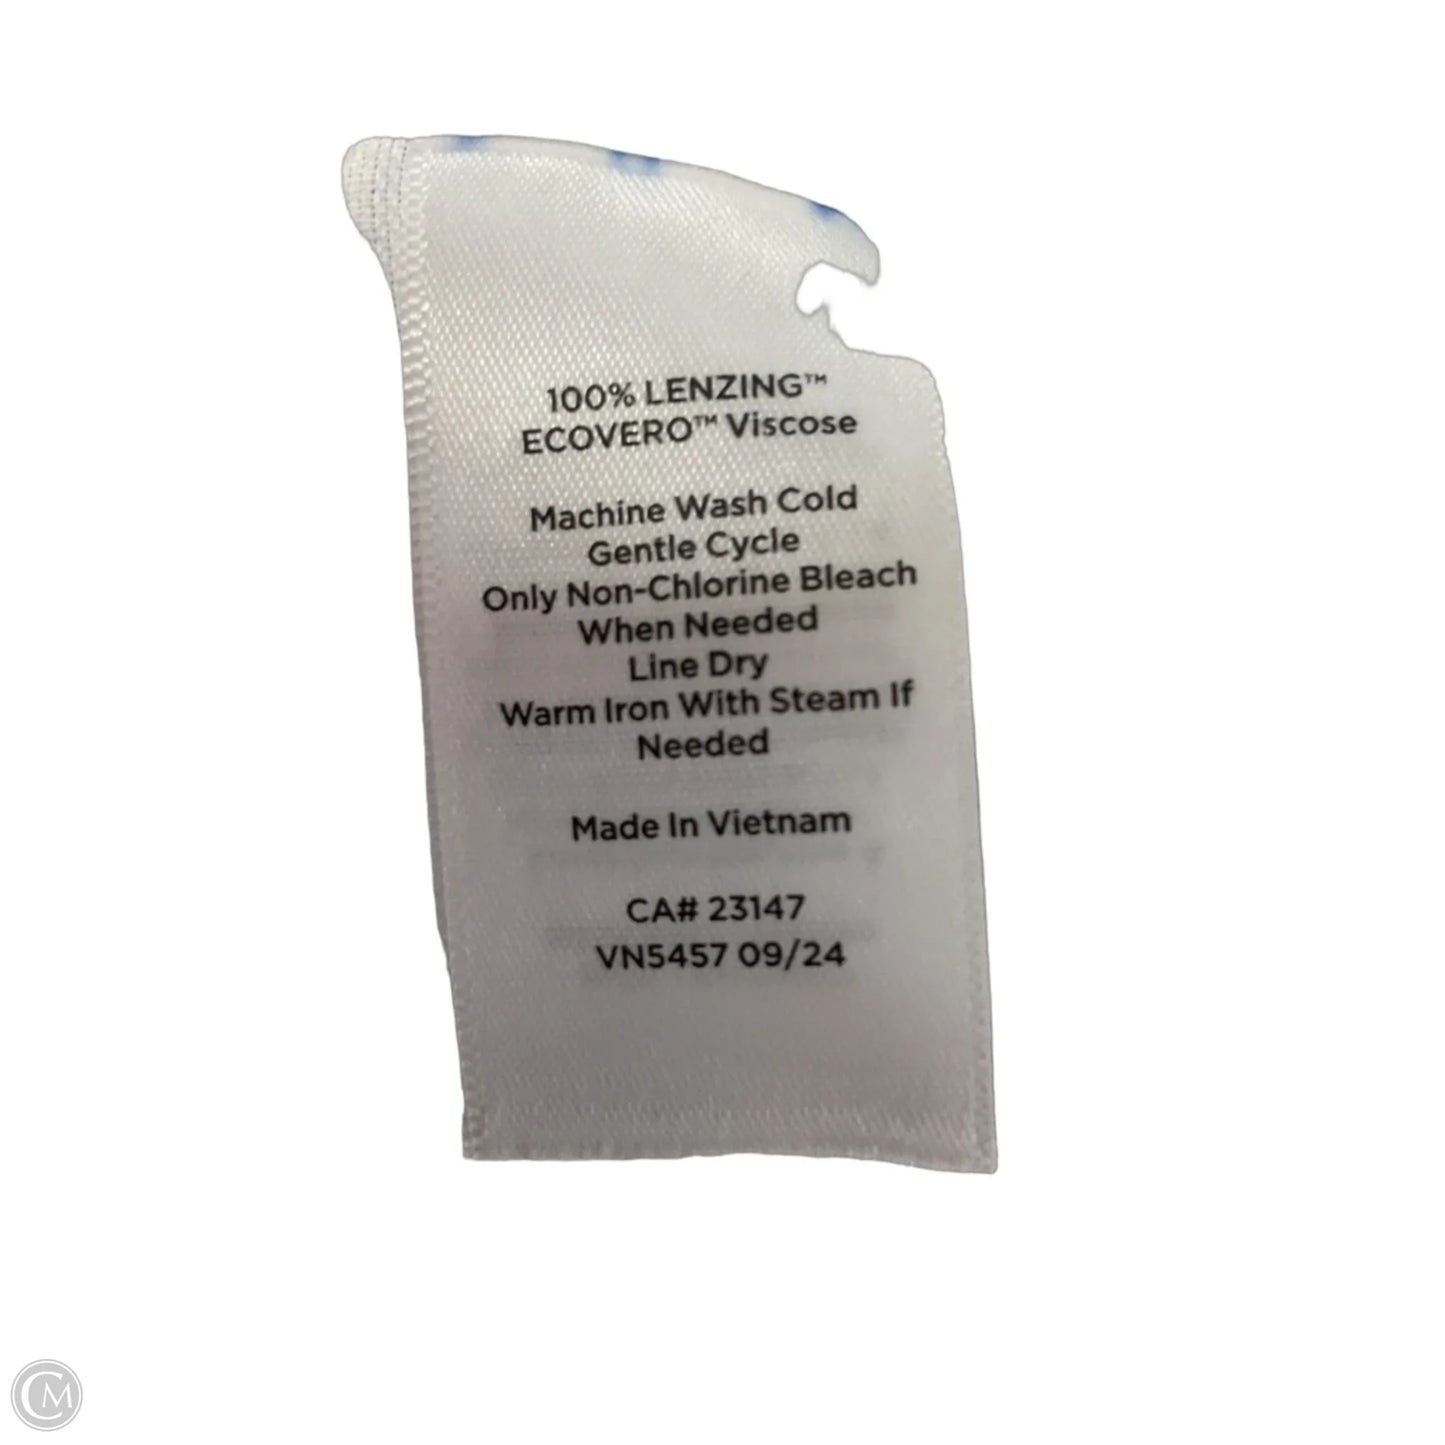 100% LENZING™
ECOVERO™ Viscose
Machine Wash Cold
Gentle Cycle
Only Non-Chlorine Bleach
When Needed
Line Dry
Warm Iron With Steam If
Needed
Made In Vietnam
CA# 23147
VN5457 09/24
CM